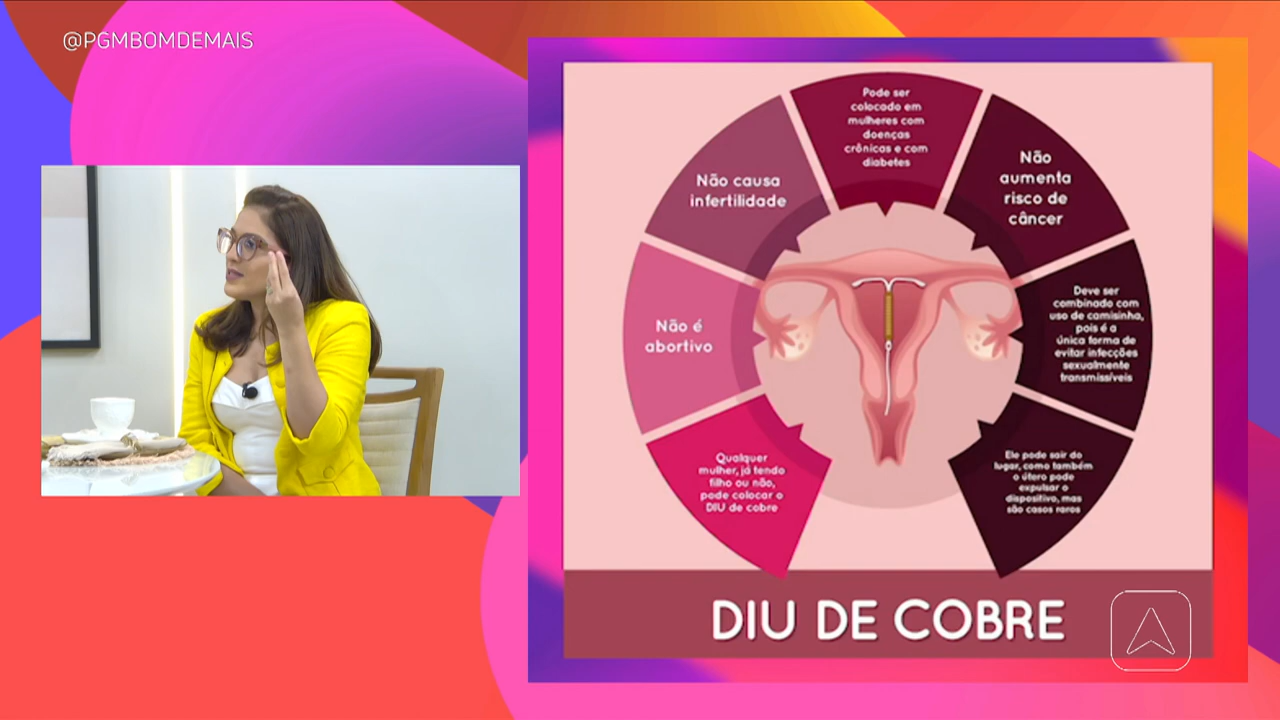 @PGMBOMDEMAIS
Pode ser
colocado em
mulheres com
doenças
crônicas e com
diabetes
Não causa
infertilidade
Não
aumenta
risco de
câncer
Não é
abortivo
Deve ser
combinado com
uso de camisinha,
pois é a
única forma de
evitar infecções
sexualmente
transmissíveis
Qualquer
mulher, já tendo
filho ou não,
pode colocar o
DIU de cobre
Ele pode sair do
lugar, como também
o útero pode
expulsar o
dispositivo, mas
são casos raros
DIU DE COBRE